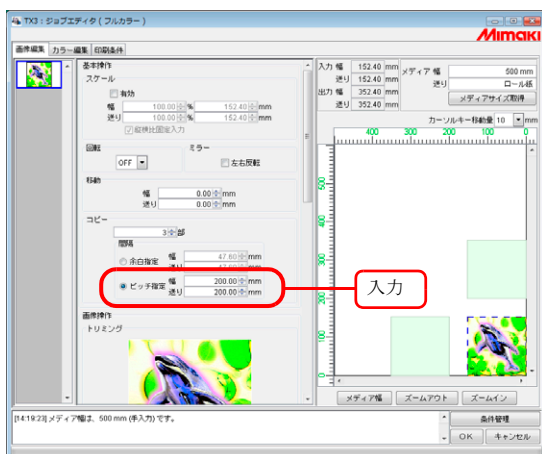 TX3 : ジョブエディタ ( フルカラー )
Mimaki
画像編集 カラー編集 印刷条件
基本操作
スケール
有効
幅 100.00 % 152.40 mm
送り 100.00 % 152.40 mm
縦横比固定入力
回転 ミラー
OFF 左右反転
移動
幅 0.00 mm
送り 0.00 mm
コピー
3 部
間隔
余白指定 幅 47.60 mm
送り 47.60 mm
ピッチ指定 幅 200.00 mm
送り 200.00 mm
画像操作
トリミング
入力 幅 152.40 mm
送り 152.40 mm
出力 幅 352.40 mm
送り 352.40 mm
メディア 幅 500 mm
送り ロール紙
メディアサイズ取得
カーソルキー移動量 10 mm
400 300 200 100 0
500
400
300
200
100
0
入力
メディア幅 ズームアウト ズームイン
[14:19:23] メディア幅は、500 mm (手入力) です。
条件管理
OK キャンセル